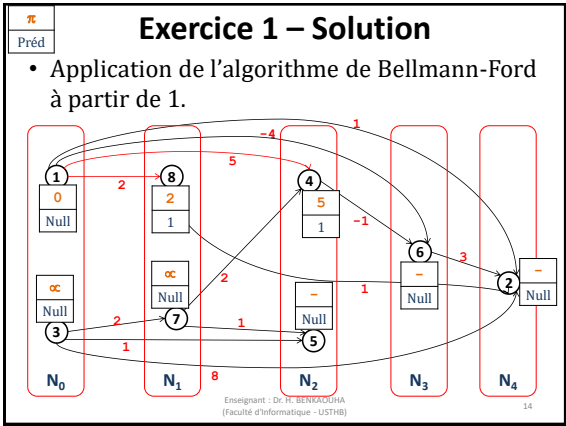 π
Préd
Exercice 1 – Solution
• Application de l'algorithme de Bellmann-Ford
à partir de 1.
1
-4
5
1
8
4
2
0
2
5
Null
1
1
-1
6
3
2
-
Null
-
Null
∝
Null
∝
Null
-
Null
2
1
3
2
7
1
5
1
8
N0
N1
N2
N3
N4
Enseignant : Dr. H. BENKAOUHA
(Faculté d'Informatique - USTHB)
14